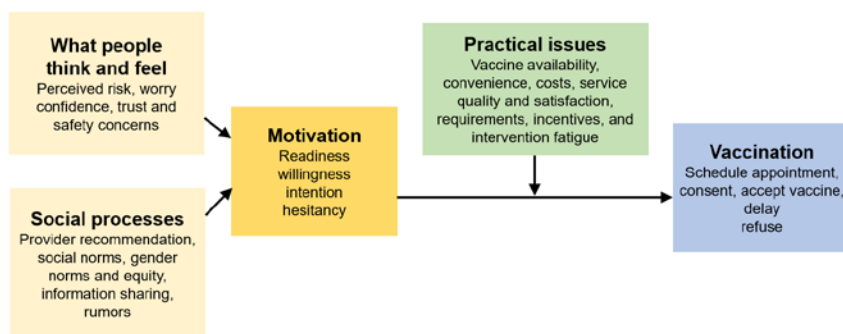 What people
think and feel
Perceived risk, worry
confidence, trust and
safety concerns
Social processes
Provider recommendation,
social norms, gender
norms and equity,
information sharing,
rumors
Motivation
Readiness
willingness
intention
hesitancy
Practical issues
Vaccine availability,
convenience, costs, service
quality and satisfaction,
requirements, incentives, and
intervention fatigue
Vaccination
Schedule appointment,
consent, accept vaccine,
delay
refuse